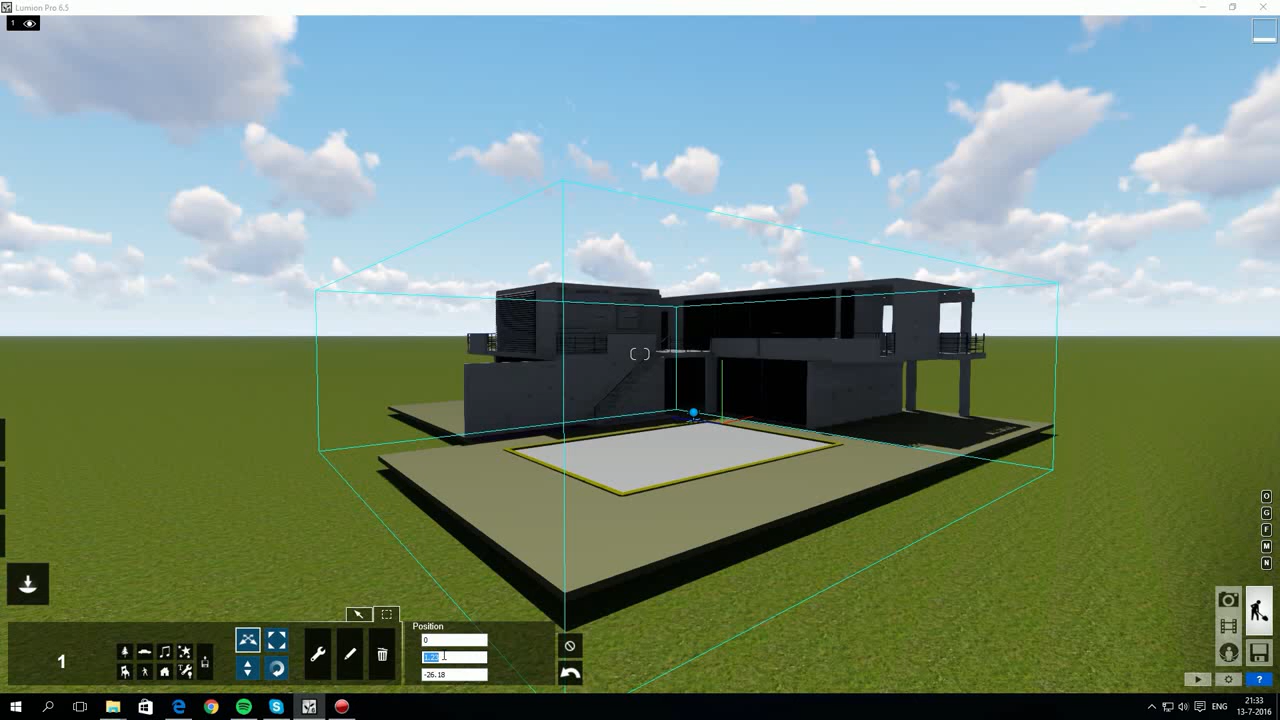 Lumion Pro 6.5
1
O
G
F
M
N
Position
0
1
-26.18
?
21:33
ENG
13-7-2016